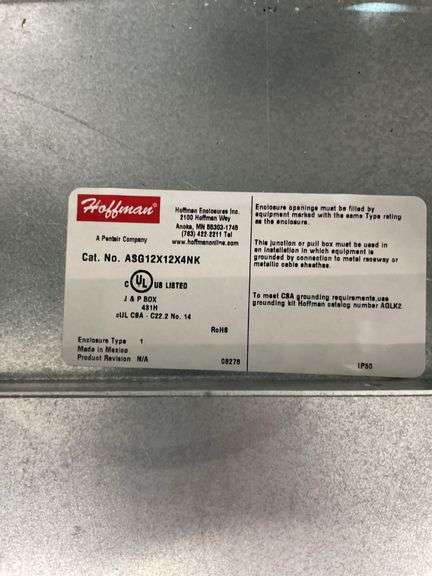 Hoffman®
A Pentair Company
Hoffman Enclosures Inc.
2100 Hoffman Way
Anoka, MN 55303-1745
(763) 422-2211 Tel
www.hoffmanonline.com
Cat. No. ASG12X12X4NK
C UL US LISTED
J & P BOX
481H
cUL CSA - C22.2 No. 14
RoHS
Enclosure Type 1
Made in Mexico
Product Revision N/A
08278
Enclosure openings must be filled by
equipment marked with the same Type rating
as the enclosure.
This junction or pull box must be used in
an installation in which equipment is
grounded by connection to metal raceway or
metallic cable sheathes.
To meet CSA grounding requirements,use
grounding kit Hoffman catalog number AGLK2.
IP50